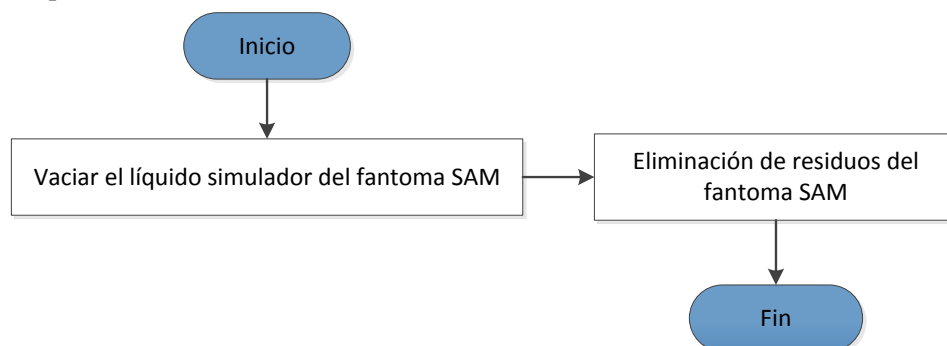 Inicio
Vaciar el líquido simulador del fantoma SAM
Eliminación de residuos del
fantoma SAM
Fin